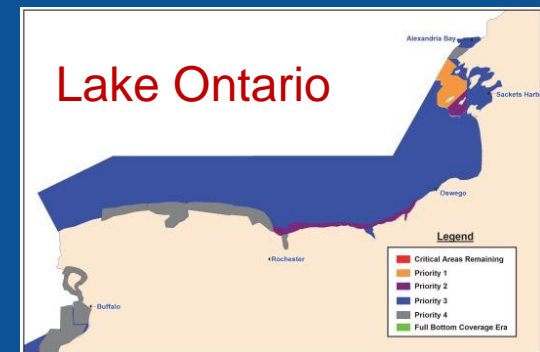 Lake Ontario
Alexandria Bay
Sackets Harb
Oswego
Rochester
Buffalo
Legend
Critical Areas Remaining
Priority 1
Priority 2
Priority 3
Priority 4
Full Bottom Coverage Era